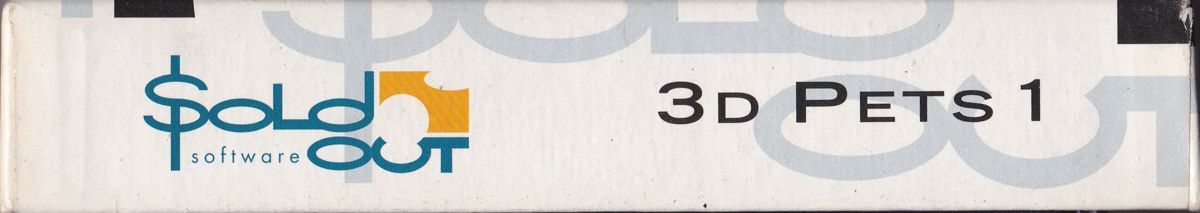 $old
software Out
3D Pets 1